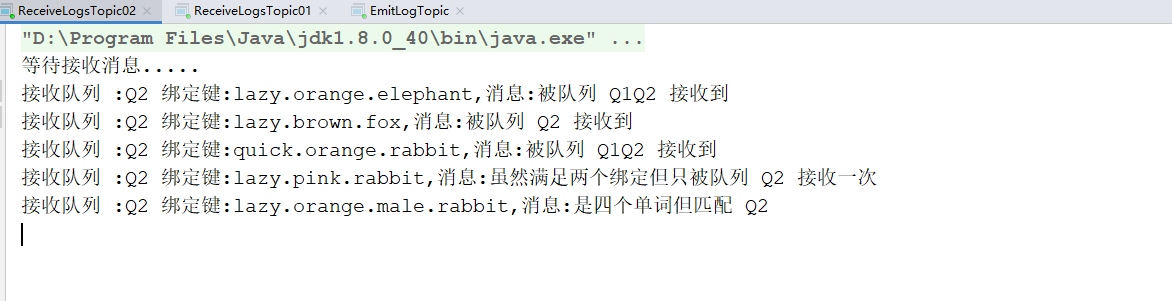 ReceiveLogsTopic02 ReceiveLogsTopic01 EmitLogTopic
"D:\Program Files\Java\jdk1.8.0_40\bin\java.exe" ...
等待接收消息.....
接收队列 :Q2 绑定键:lazy.orange.elephant,消息:被队列 Q1Q2 接收到
接收队列 :Q2 绑定键:lazy.brown.fox,消息:被队列 Q2 接收到
接收队列 :Q2 绑定键:quick.orange.rabbit,消息:被队列 Q1Q2 接收到
接收队列 :Q2 绑定键:lazy.pink.rabbit,消息:虽然满足两个绑定但只被队列 Q2 接收一次
接收队列 :Q2 绑定键:lazy.orange.male.rabbit,消息:是四个单词但匹配 Q2